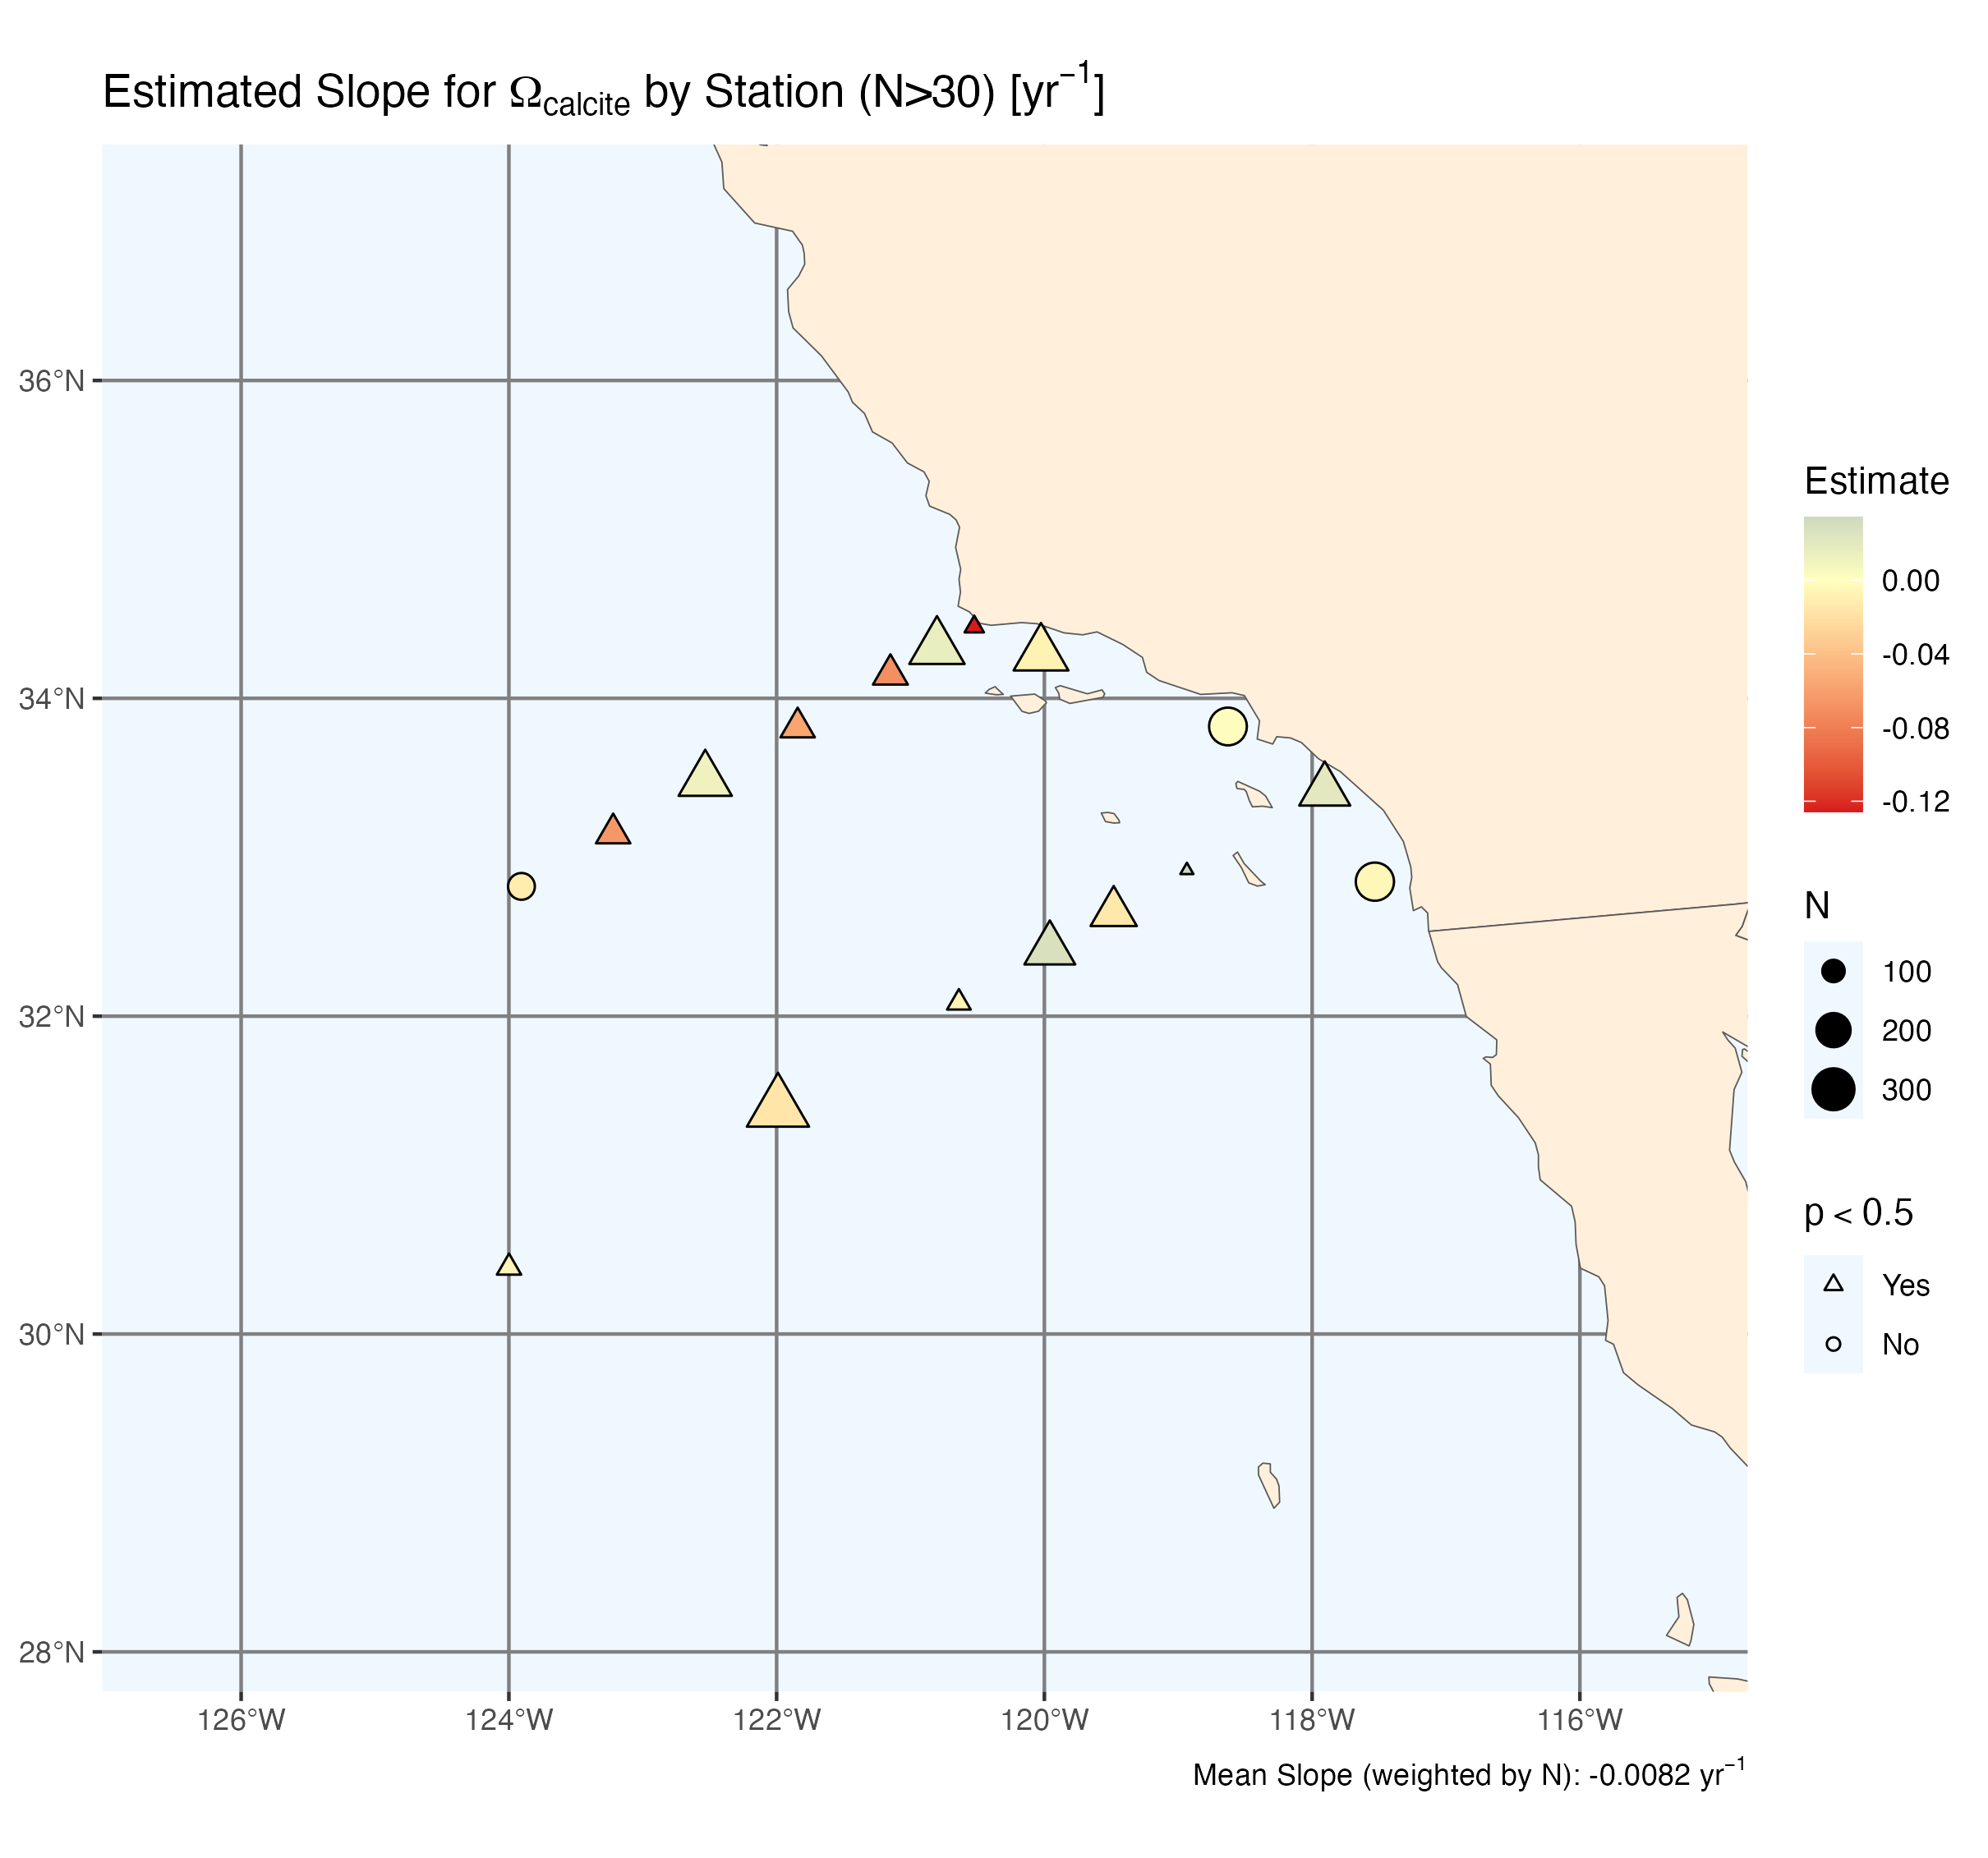 Estimated Slope for Ωcalcite by Station (N>30) [yr⁻¹]
36°N
34°N
32°N
30°N
28°N
126°W 124°W 122°W 120°W 118°W 116°W
Mean Slope (weighted by N): -0.0082 yr⁻¹
Estimate
0.00
-0.04
-0.08
-0.12
N
100
200
300
p < 0.5
Yes
No